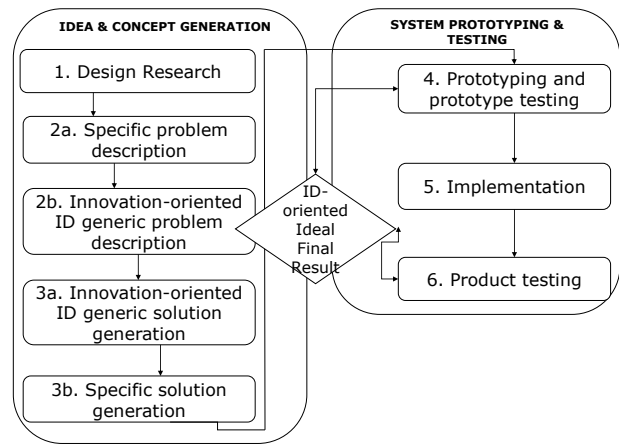 IDEA & CONCEPT GENERATION
1. Design Research
2a. Specific problem
description
2b. Innovation-oriented
ID generic problem
description
3a. Innovation-oriented
ID generic solution
generation
3b. Specific solution
generation
ID-
oriented
Ideal
Final
Result
SYSTEM PROTOTYPING &
TESTING
4. Prototyping and
prototype testing
5. Implementation
6. Product testing